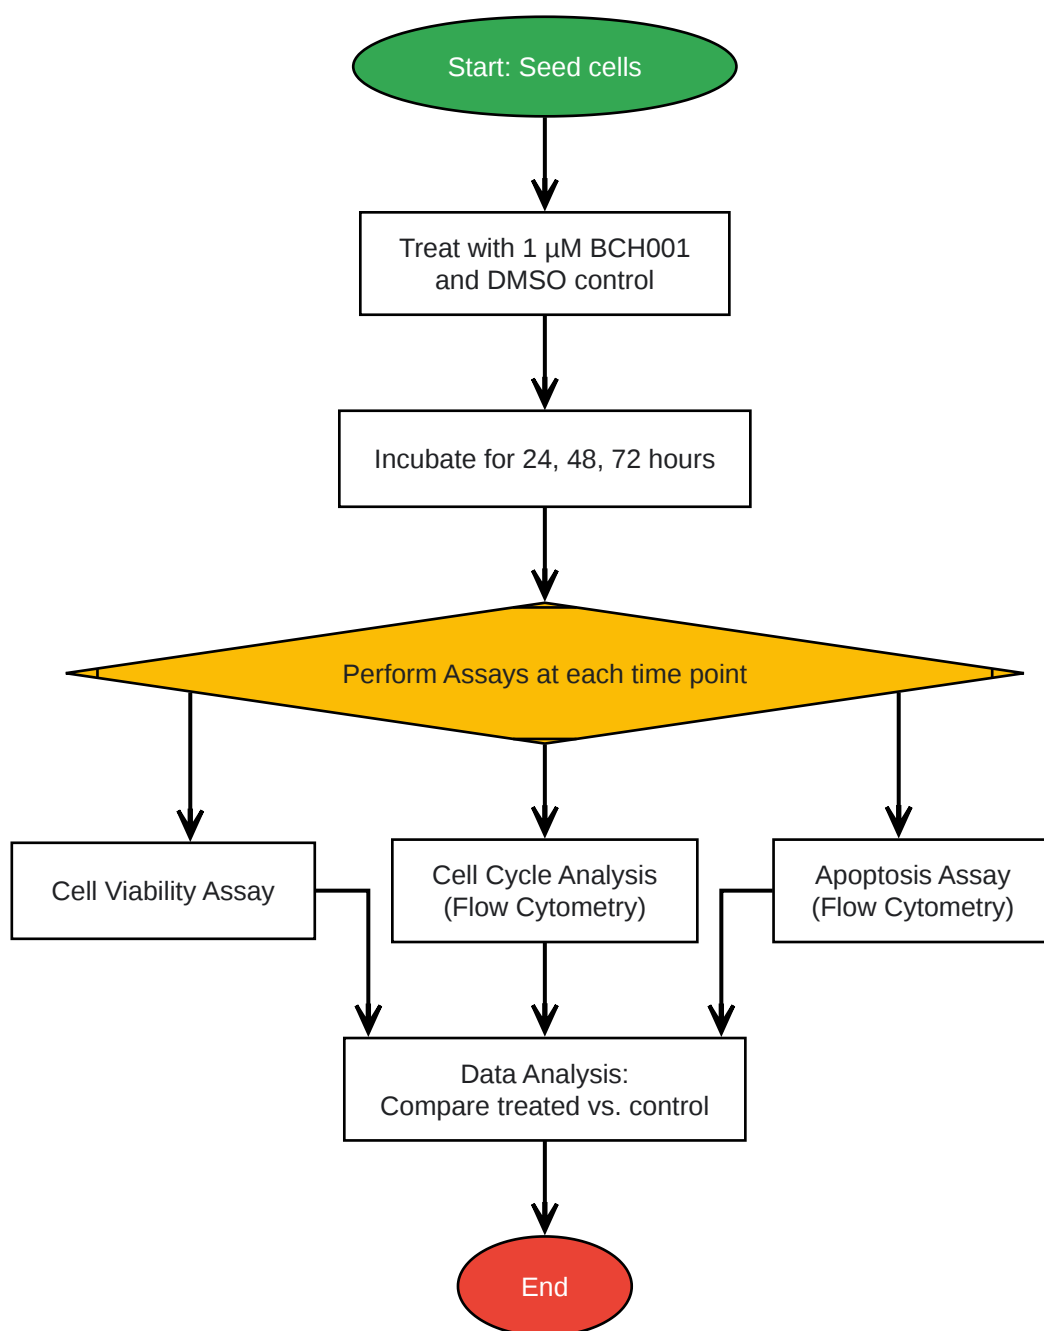 Start: Seed cells
Treat with 1 µM BCH001
and DMSO control
Incubate for 24, 48, 72 hours
Perform Assays at each time point
Cell Viability Assay
Cell Cycle Analysis
(Flow Cytometry)
Apoptosis Assay
(Flow Cytometry)
Data Analysis:
Compare treated vs. control
End